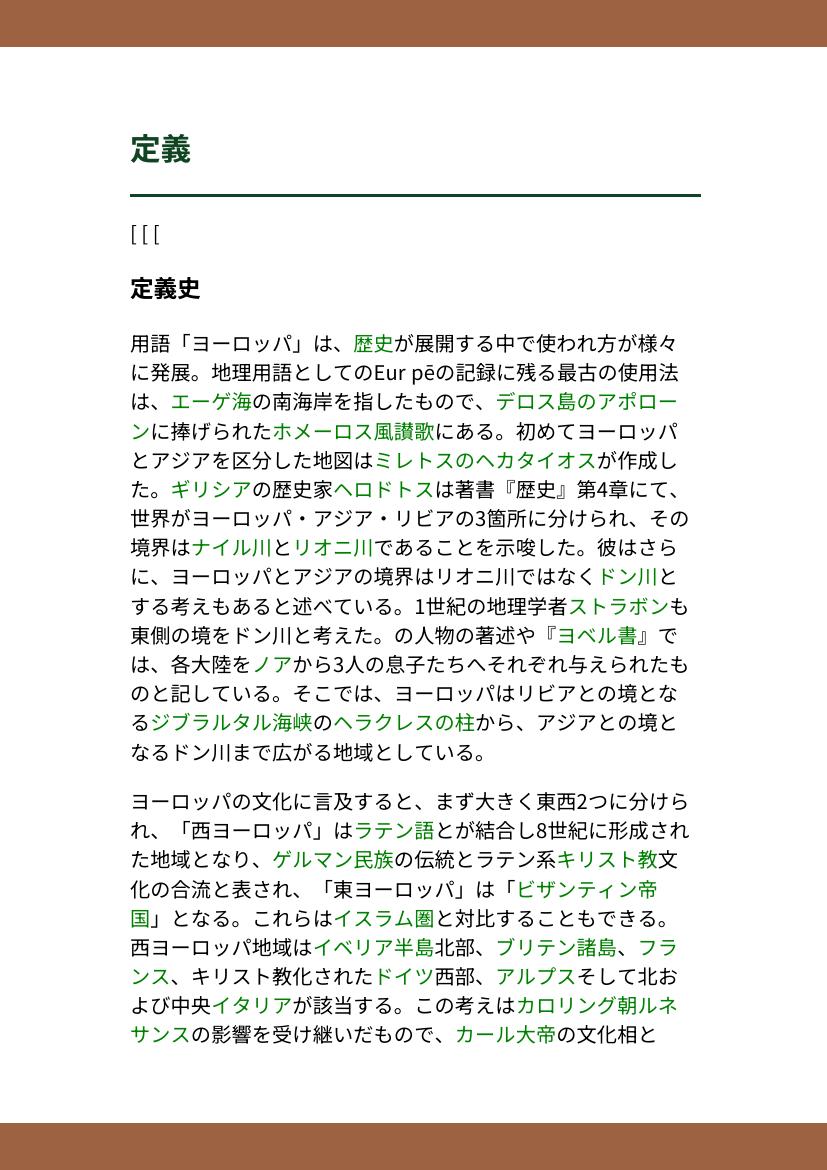 定義
[ [ [
定義史
用語「ヨーロッパ」は、歴史が展開する中で使われ方が様々
に発展。地理用語としてのEur pēの記録に残る最古の使用法
は、エーゲ海の南海岸を指したもので、デロス島のアポロー
ンに捧げられたホメーロス風讃歌にある。初めてヨーロッパ
とアジアを区分した地図はミレトスのヘカタイオスが作成し
た。ギリシアの歴史家ヘロドトスは著書『歴史』第4章にて、
世界がヨーロッパ・アジア・リビアの3箇所に分けられ、その
境界はナイル川とリオニ川であることを示唆した。彼はさら
に、ヨーロッパとアジアの境界はリオニ川ではなくドン川と
する考えもあると述べている。1世紀の地理学者ストラボンも
東側の境をドン川と考えた。の人物の著述や『ヨベル書』で
は、各大陸をノアから3人の息子たちへそれぞれ与えられたも
のと記している。そこでは、ヨーロッパはリビアとの境とな
るジブラルタル海峡のヘラクレスの柱から、アジアとの境と
なるドン川まで広がる地域としている。
ヨーロッパの文化に言及すると、まず大きく東西2つに分けら
れ、「西ヨーロッパ」はラテン語とが結合し8世紀に形成され
た地域となり、ゲルマン民族の伝統とラテン系キリスト教文
化の合流と表され、「東ヨーロッパ」は「ビザンティン帝
国」となる。これらはイスラム圏と対比することもできる。
西ヨーロッパ地域はイベリア半島北部、ブリテン諸島、フラ
ンス、キリスト教化されたドイツ西部、アルプスそして北お
よび中央イタリアが該当する。この考えはカロリング朝ルネ
サンスの影響を受け継いだもので、カール大帝の文化相と